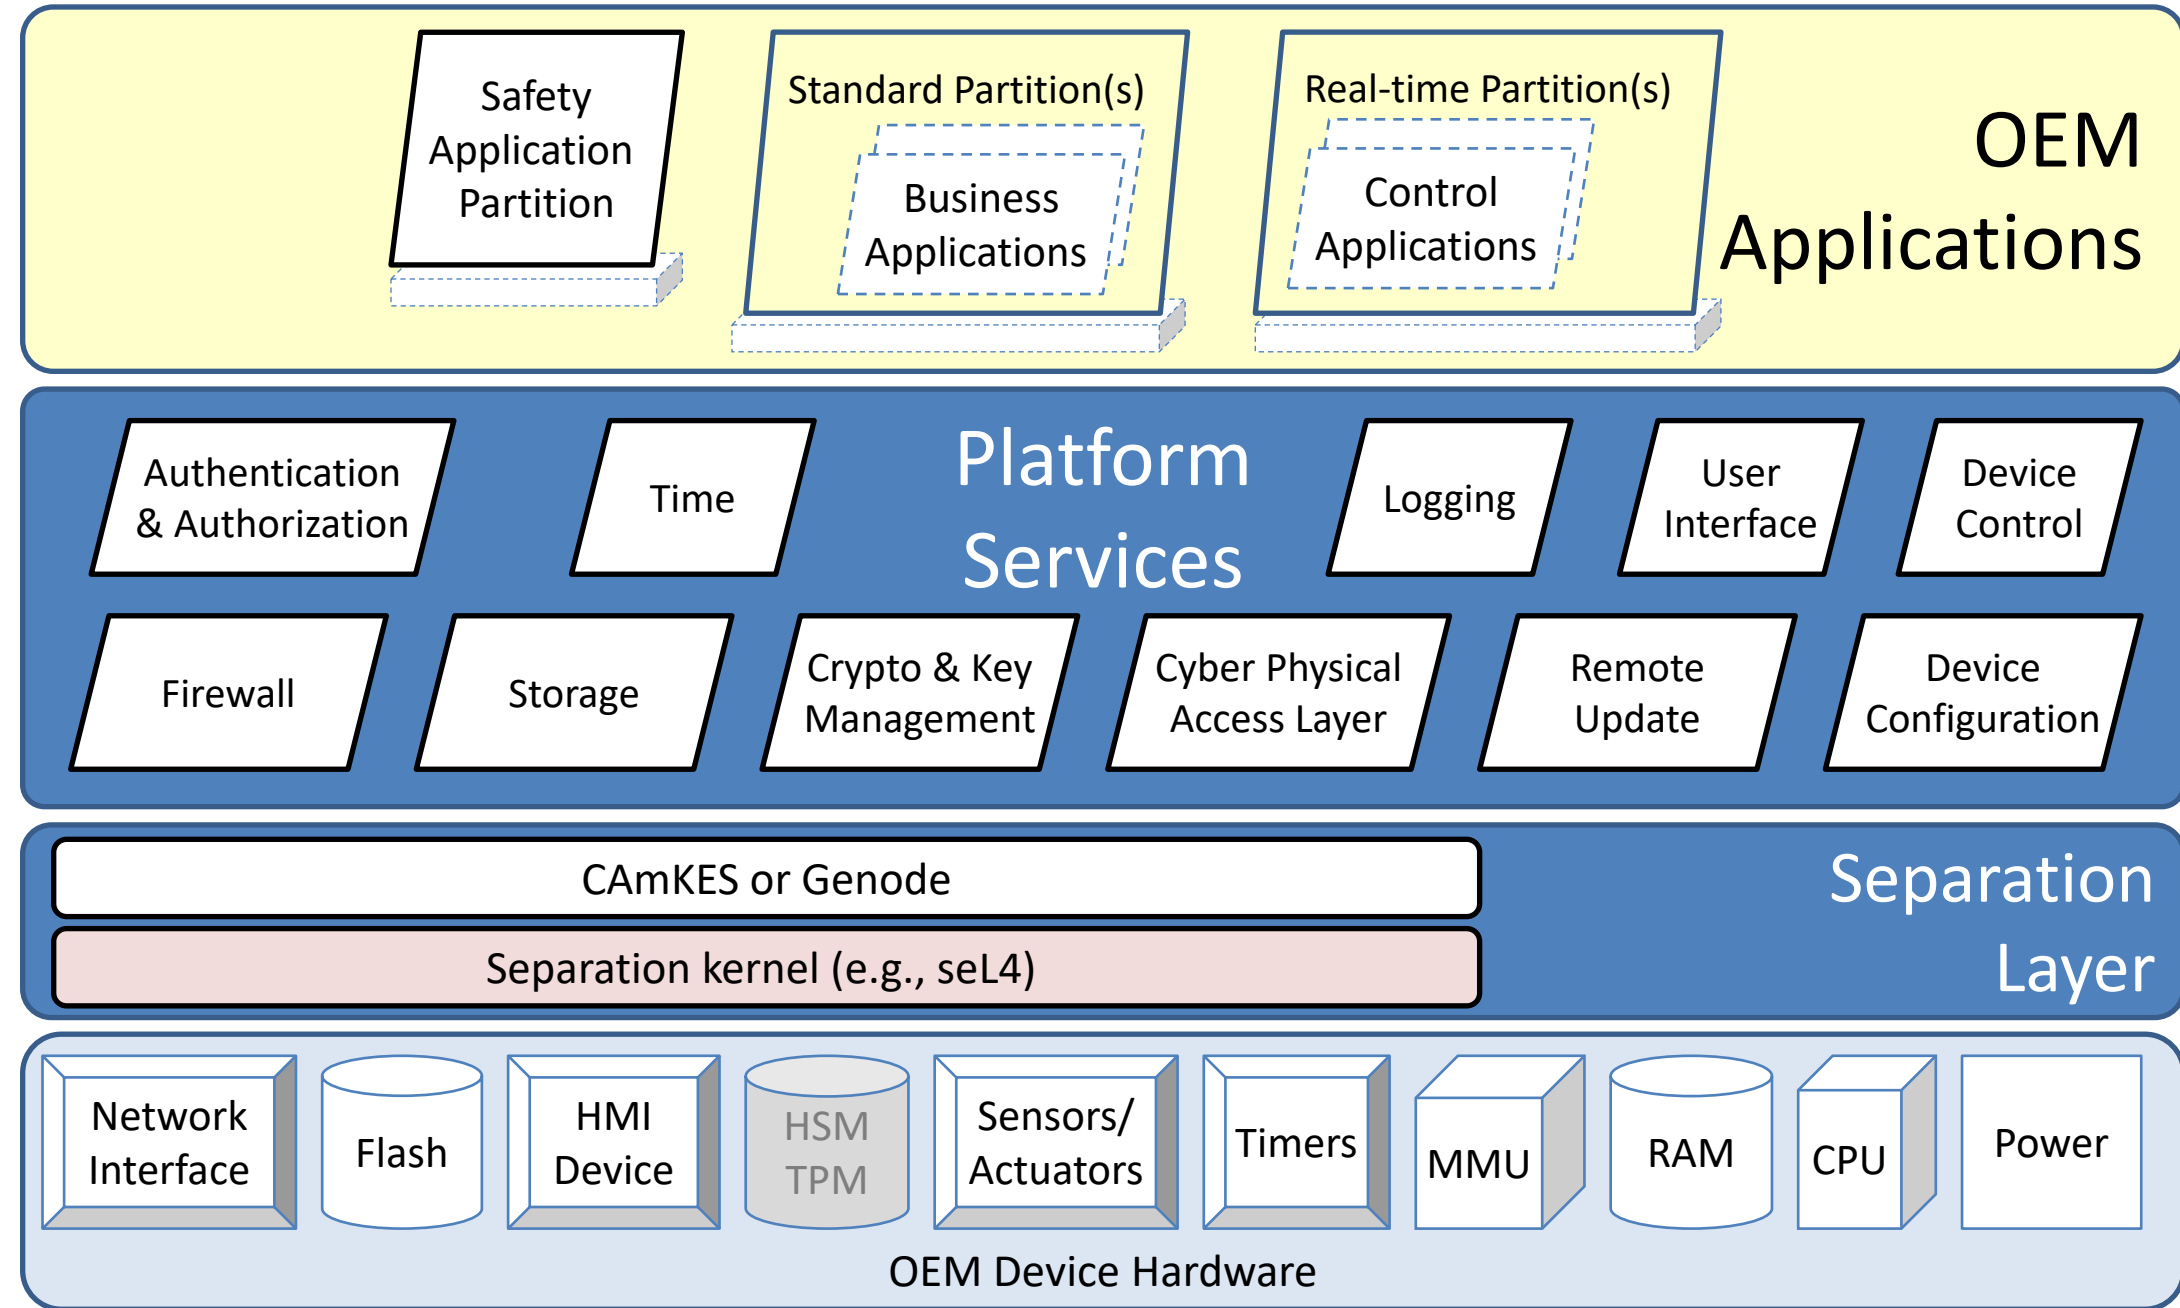 Safety
Application
Partition
Standard Partition(s)
Business
Applications
Real-time Partition(s)
Control
Applications
OEM
Applications
Authentication
& Authorization
Time
Platform
Services
Logging
User
Interface
Device
Control
Firewall
Storage
Crypto & Key
Management
Cyber Physical
Access Layer
Remote
Update
Device
Configuration
CAmKES or Genode
Separation kernel (e.g., seL4)
Separation
Layer
Network
Interface
Flash
HMI
Device
HSM
TPM
Sensors/
Actuators
Timers
MMU
RAM
CPU
Power
OEM Device Hardware